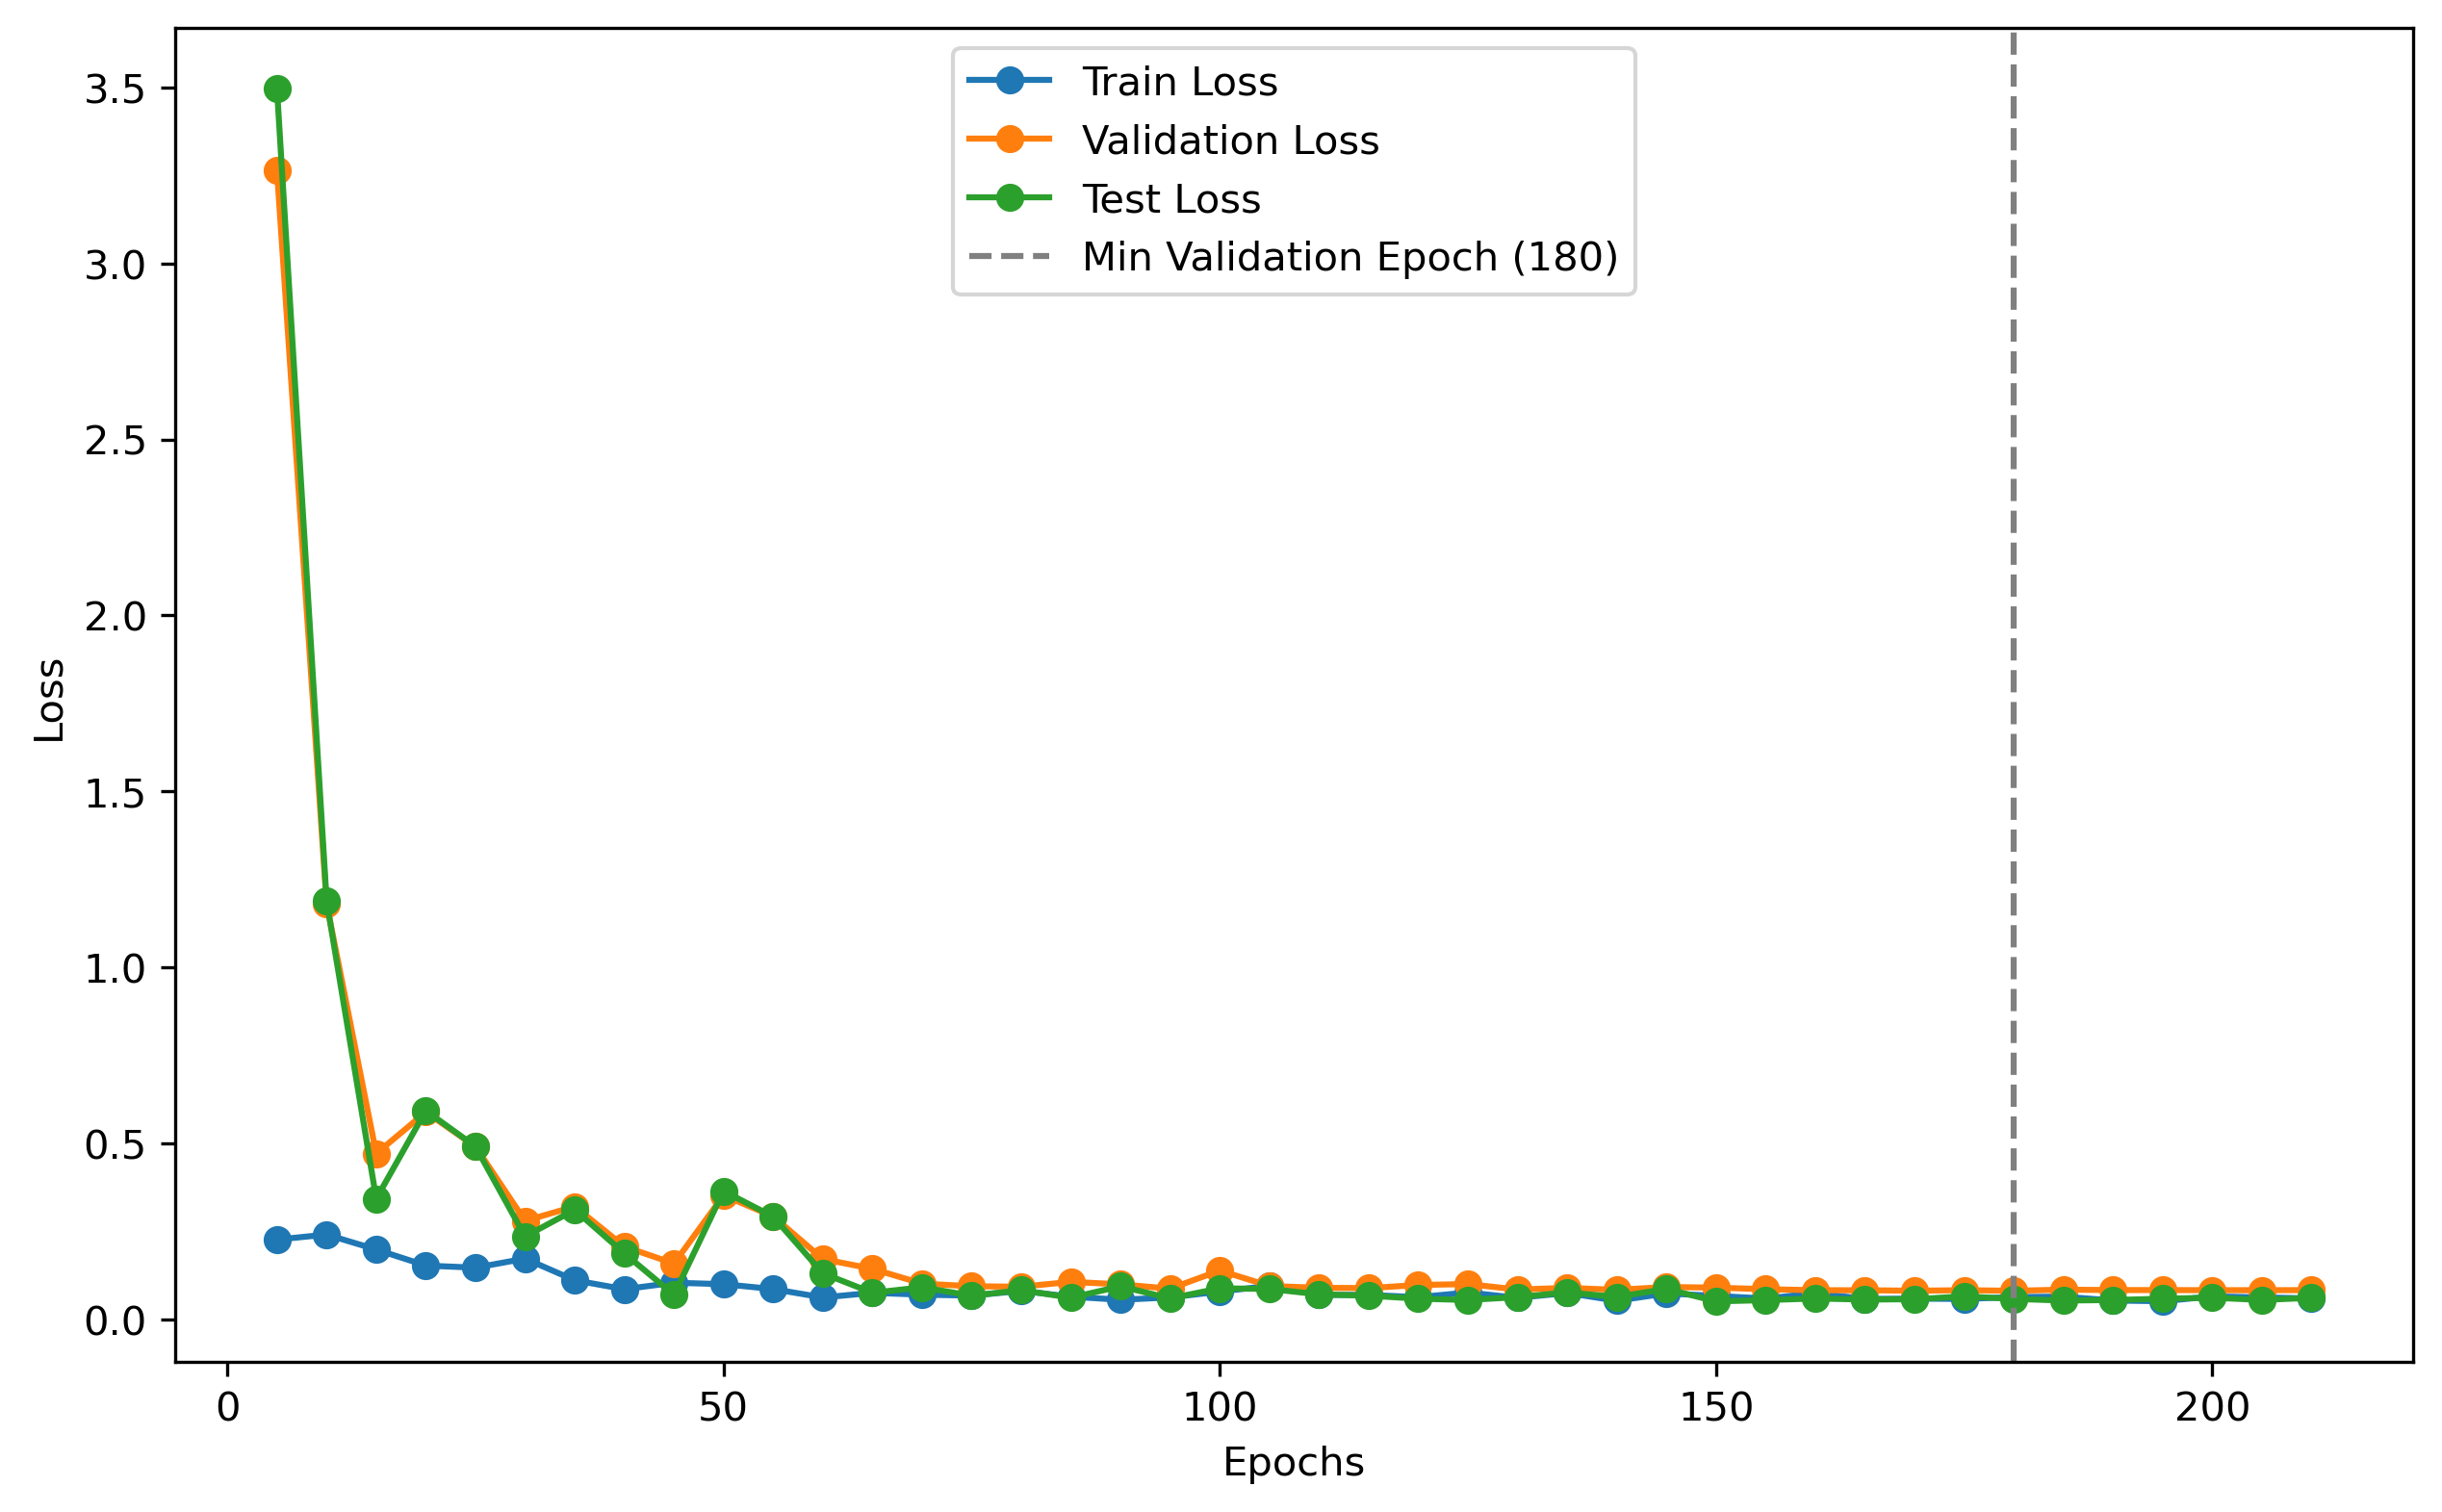 Train Loss
Validation Loss
Test Loss
Min Validation Epoch (180)
3.5
3.0
2.5
2.0
1.5
1.0
0.5
0.0
Loss
0 50 100 150 200
Epochs